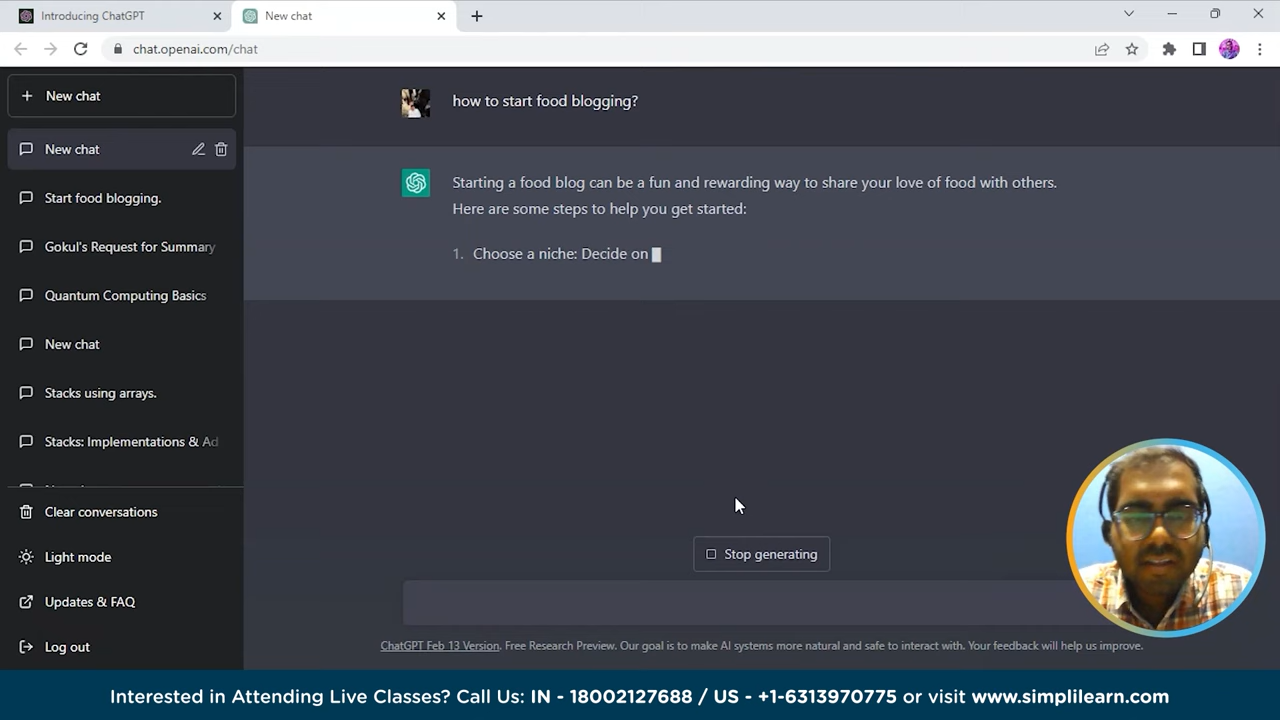 Introducing ChatGPT
New chat
chat.openai.com/chat
New chat
New chat
Start food blogging.
Gokul's Request for Summary
Quantum Computing Basics
New chat
Stacks using arrays.
Stacks: Implementations & Ad
Clear conversations
Light mode
Updates & FAQ
Log out
how to start food blogging?
Starting a food blog can be a fun and rewarding way to share your love of food with others.
Here are some steps to help you get started:
1. Choose a niche: Decide on
Stop generating
ChatGPT Feb 13 Version. Free Research Preview. Our goal is to make AI systems more natural and safe to interact with. Your feedback will help us improve.
Interested in Attending Live Classes? Call Us: IN - 18002127688 / US - +1-6313970775 or visit www.simplilearn.com